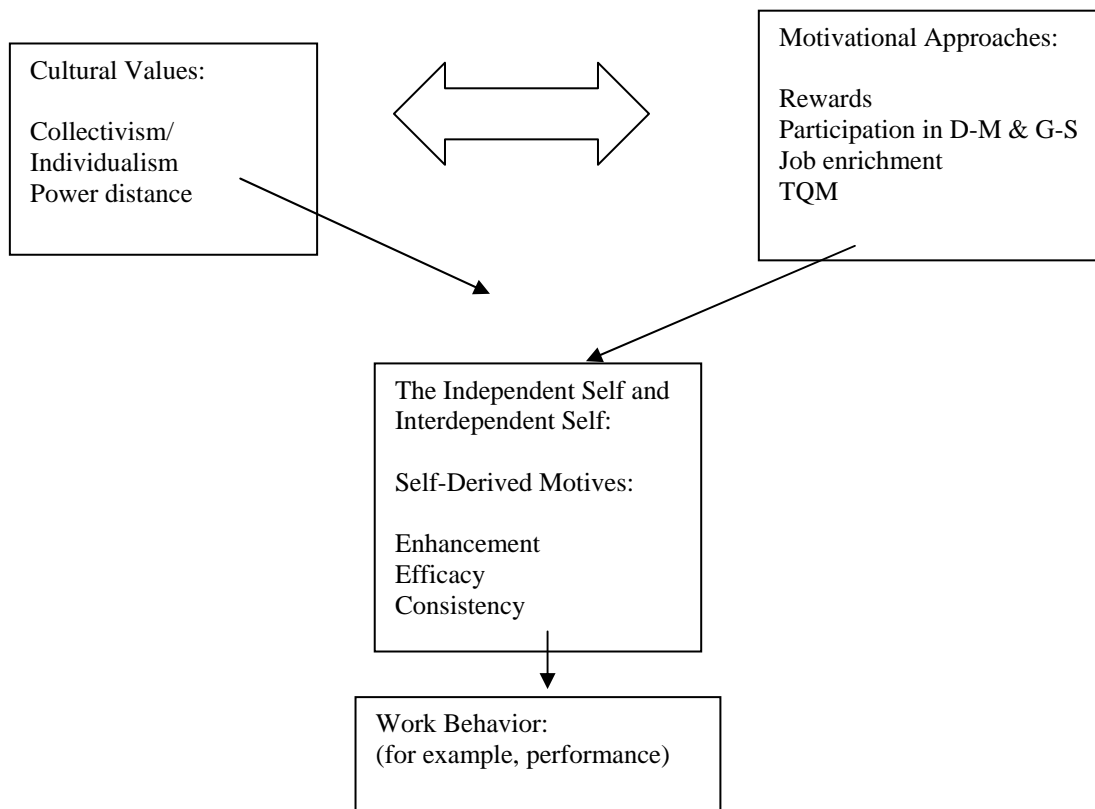 Cultural Values:
Collectivism/
Individualism
Power distance
Motivational Approaches:
Rewards
Participation in D-M & G-S
Job enrichment
TQM
The Independent Self and
Interdependent Self:
Self-Derived Motives:
Enhancement
Efficacy
Consistency
Work Behavior:
(for example, performance)